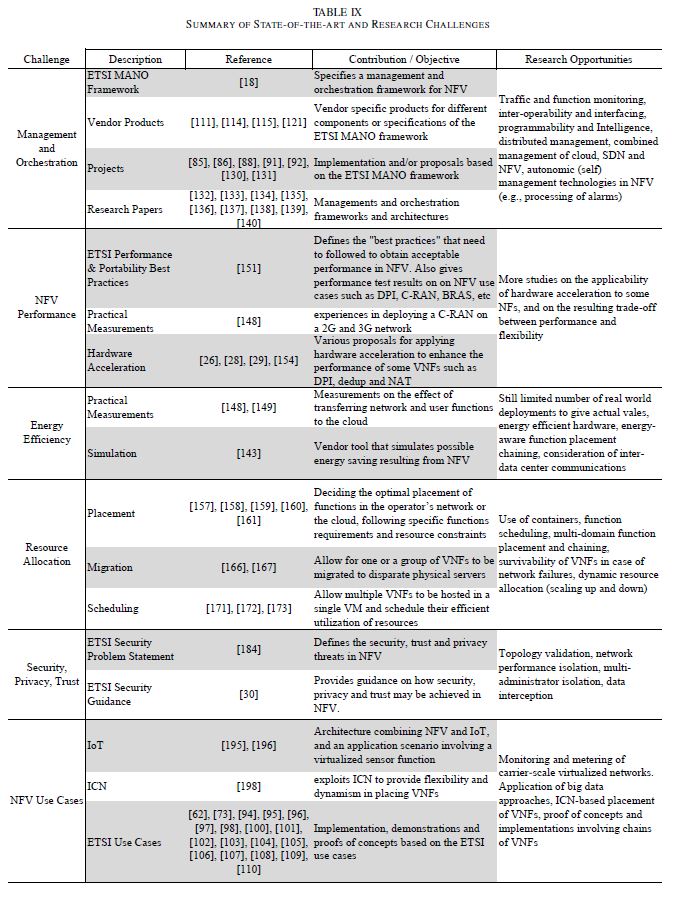 TABLE IX
SUMMARY OF STATE-OF-THE-ART AND RESEARCH CHALLENGES
Challenge
Description
Reference
Contribution / Objective
Research Opportunities
Management
and
Orchestration
ETSI MANO
Framework
[18]
Specifies a management and
orchestration framework for NFV
Vendor Products
[111], [114], [115], [121]
Vendor specific products for different
components or specifications of the
ETSI MANO framework
Projects
[85], [86], [88], [91], [92],
[130], [131]
Implementation and/or proposals based
on the ETSI MANO framework
Research Papers
[132], [133], [134], [135],
[136], [137], [138], [139],
[140]
Managements and orchestration
frameworks and architectures
Traffic and function monitoring,
inter-operability and interfacing,
programmability and Intelligence,
distributed management, combined
management of cloud, SDN and
NFV, autonomic (self)
management technologies in NFV
(e.g., processing of alarms)
NFV
Performance
ETSI Performance
& Portability Best
Practices
[151]
Defines the "best practices" that need
to followed to obtain acceptable
performance in NFV. Also gives
performance test results on on NFV use
cases such as DPI, C-RAN, BRAS, etc
Practical
Measurements
[148]
experiences in deploying a C-RAN on
a 2G and 3G network
Hardware
Acceleration
[26], [28], [29], [154]
Various proposals for applying
hardware acceleration to enhance the
performance of some VNFs such as
DPI, dedup and NAT
More studies on the applicability
of hardware acceleration to some
NFs, and on the resulting trade-off
between performance and
flexibility
Energy
Efficiency
Practical
Measurements
[148], [149]
Measurements on the effect of
transferring network and user functions
to the cloud
Simulation
[143]
Vendor tool that simulates possible
energy saving resulting from NFV
Still limited number of real world
deployments to give actual vales,
energy efficient hardware, energy-
aware function placement
chaining, consideration of inter-
data center communications
Resource
Allocation
Placement
[157], [158], [159], [160],
[161]
Deciding the optimal placement of
functions in the operator's network or
the cloud, following specific functions
requirements and resource constraints
Migration
[166], [167]
Allow for one or a group of VNFs to be
migrated to disparate physical servers
Scheduling
[171], [172], [173]
Allow multiple VNFs to be hosted in a
single VM and schedule their efficient
utilization of resources
Use of containers, function
scheduling, multi-domain function
placement and chaining,
survivability of VNFs in case of
network failures, dynamic resource
allocation (scaling up and down)
Security,
Privacy, Trust
ETSI Security
Problem Statement
[184]
Defines the security, trust and privacy
threats in NFV
ETSI Security
Guidance
[30]
Provides guidance on how security,
privacy and trust may be achieved in
NFV.
Topology validation, network
performance isolation, multi-
administrator isolation, data
interception
NFV Use Cases
IoT
[195], [196]
Architecture combining NFV and IoT,
and an application scenario involving a
virtualized sensor function
ICN
[198]
exploits ICN to provide flexibility and
dynamism in placing VNFs
ETSI Use Cases
[62], [73], [94], [95], [96],
[97], [98], [100], [101],
[102], [103], [104], [105],
[106], [107], [108], [109],
[110]
Implementation, demonstrations and
proofs of concepts based on the ETSI
use cases
Monitoring and metering of
carrier-scale virtualized networks.
Application of big data
approaches, ICN-based placement
of VNFs, proof of concepts and
implementations involving chains
of VNFs